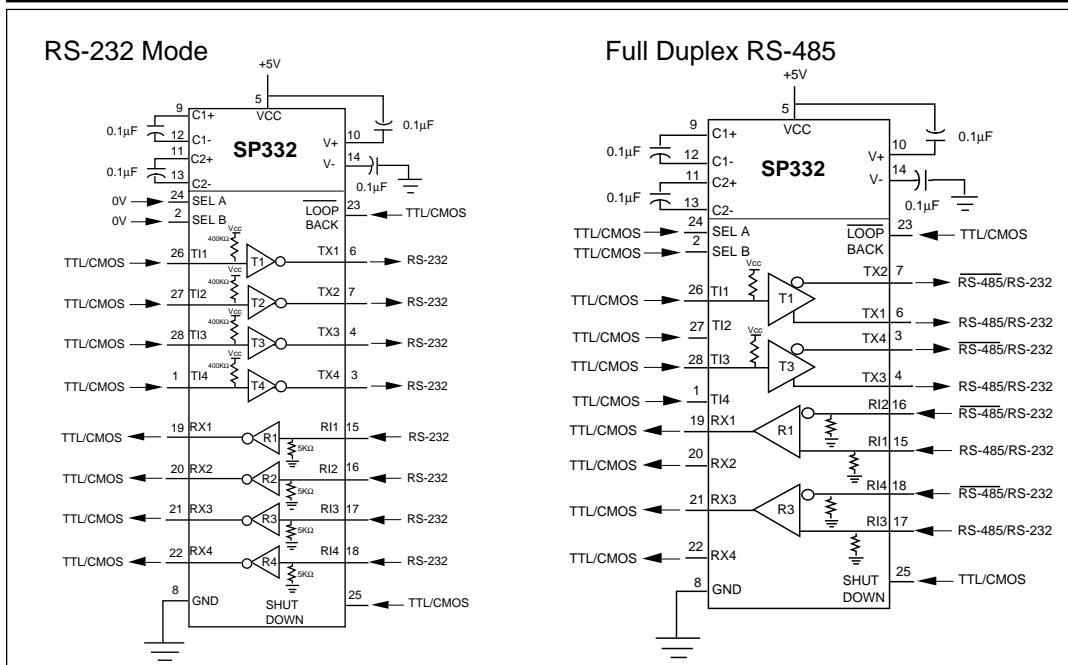 RS-232 Mode
+5V
5
VCC
9 C1+
0.1μF
12 C1-
11 C2+
0.1μF
13 C2-
SP332
V+ 10
0.1μF
V- 14
0.1μF
0V 24 SEL A
0V 2 SEL B
LOOP BACK 23 TTL/CMOS
Vcc
400KΩ
TTL/CMOS 26 TI1 T1 TX1 6 RS-232
Vcc
400KΩ
TTL/CMOS 27 TI2 T2 TX2 7 RS-232
Vcc
400KΩ
TTL/CMOS 28 TI3 T3 TX3 4 RS-232
Vcc
400KΩ
TTL/CMOS 1 TI4 T4 TX4 3 RS-232
TTL/CMOS 19 RX1 R1 RI1 15 RS-232
5KΩ
TTL/CMOS 20 RX2 R2 RI2 16 RS-232
5KΩ
TTL/CMOS 21 RX3 R3 RI3 17 RS-232
5KΩ
TTL/CMOS 22 RX4 R4 RI4 18 RS-232
5KΩ
8 GND
SHUT DOWN 25 TTL/CMOS
Full Duplex RS-485
+5V
5
VCC
9 C1+
0.1μF
12 C1-
11 C2+
0.1μF
13 C2-
SP332
V+ 10
0.1μF
V- 14
0.1μF
TTL/CMOS 24 SEL A
TTL/CMOS 2 SEL B
LOOP BACK 23 TTL/CMOS
Vcc
TX2 7 RS-485/RS-232
TTL/CMOS 26 TI1 T1
TX1 6 RS-485/RS-232
TTL/CMOS 27 TI2
Vcc
TX4 3 RS-485/RS-232
TTL/CMOS 28 TI3 T3
TX3 4 RS-485/RS-232
TTL/CMOS 1 TI4
RI2 16 RS-485/RS-232
TTL/CMOS 19 RX1 R1
RI1 15 RS-485/RS-232
TTL/CMOS 20 RX2
RI4 18 RS-485/RS-232
TTL/CMOS 21 RX3 R3
RI3 17 RS-485/RS-232
TTL/CMOS 22 RX4
8 GND
SHUT DOWN 25 TTL/CMOS